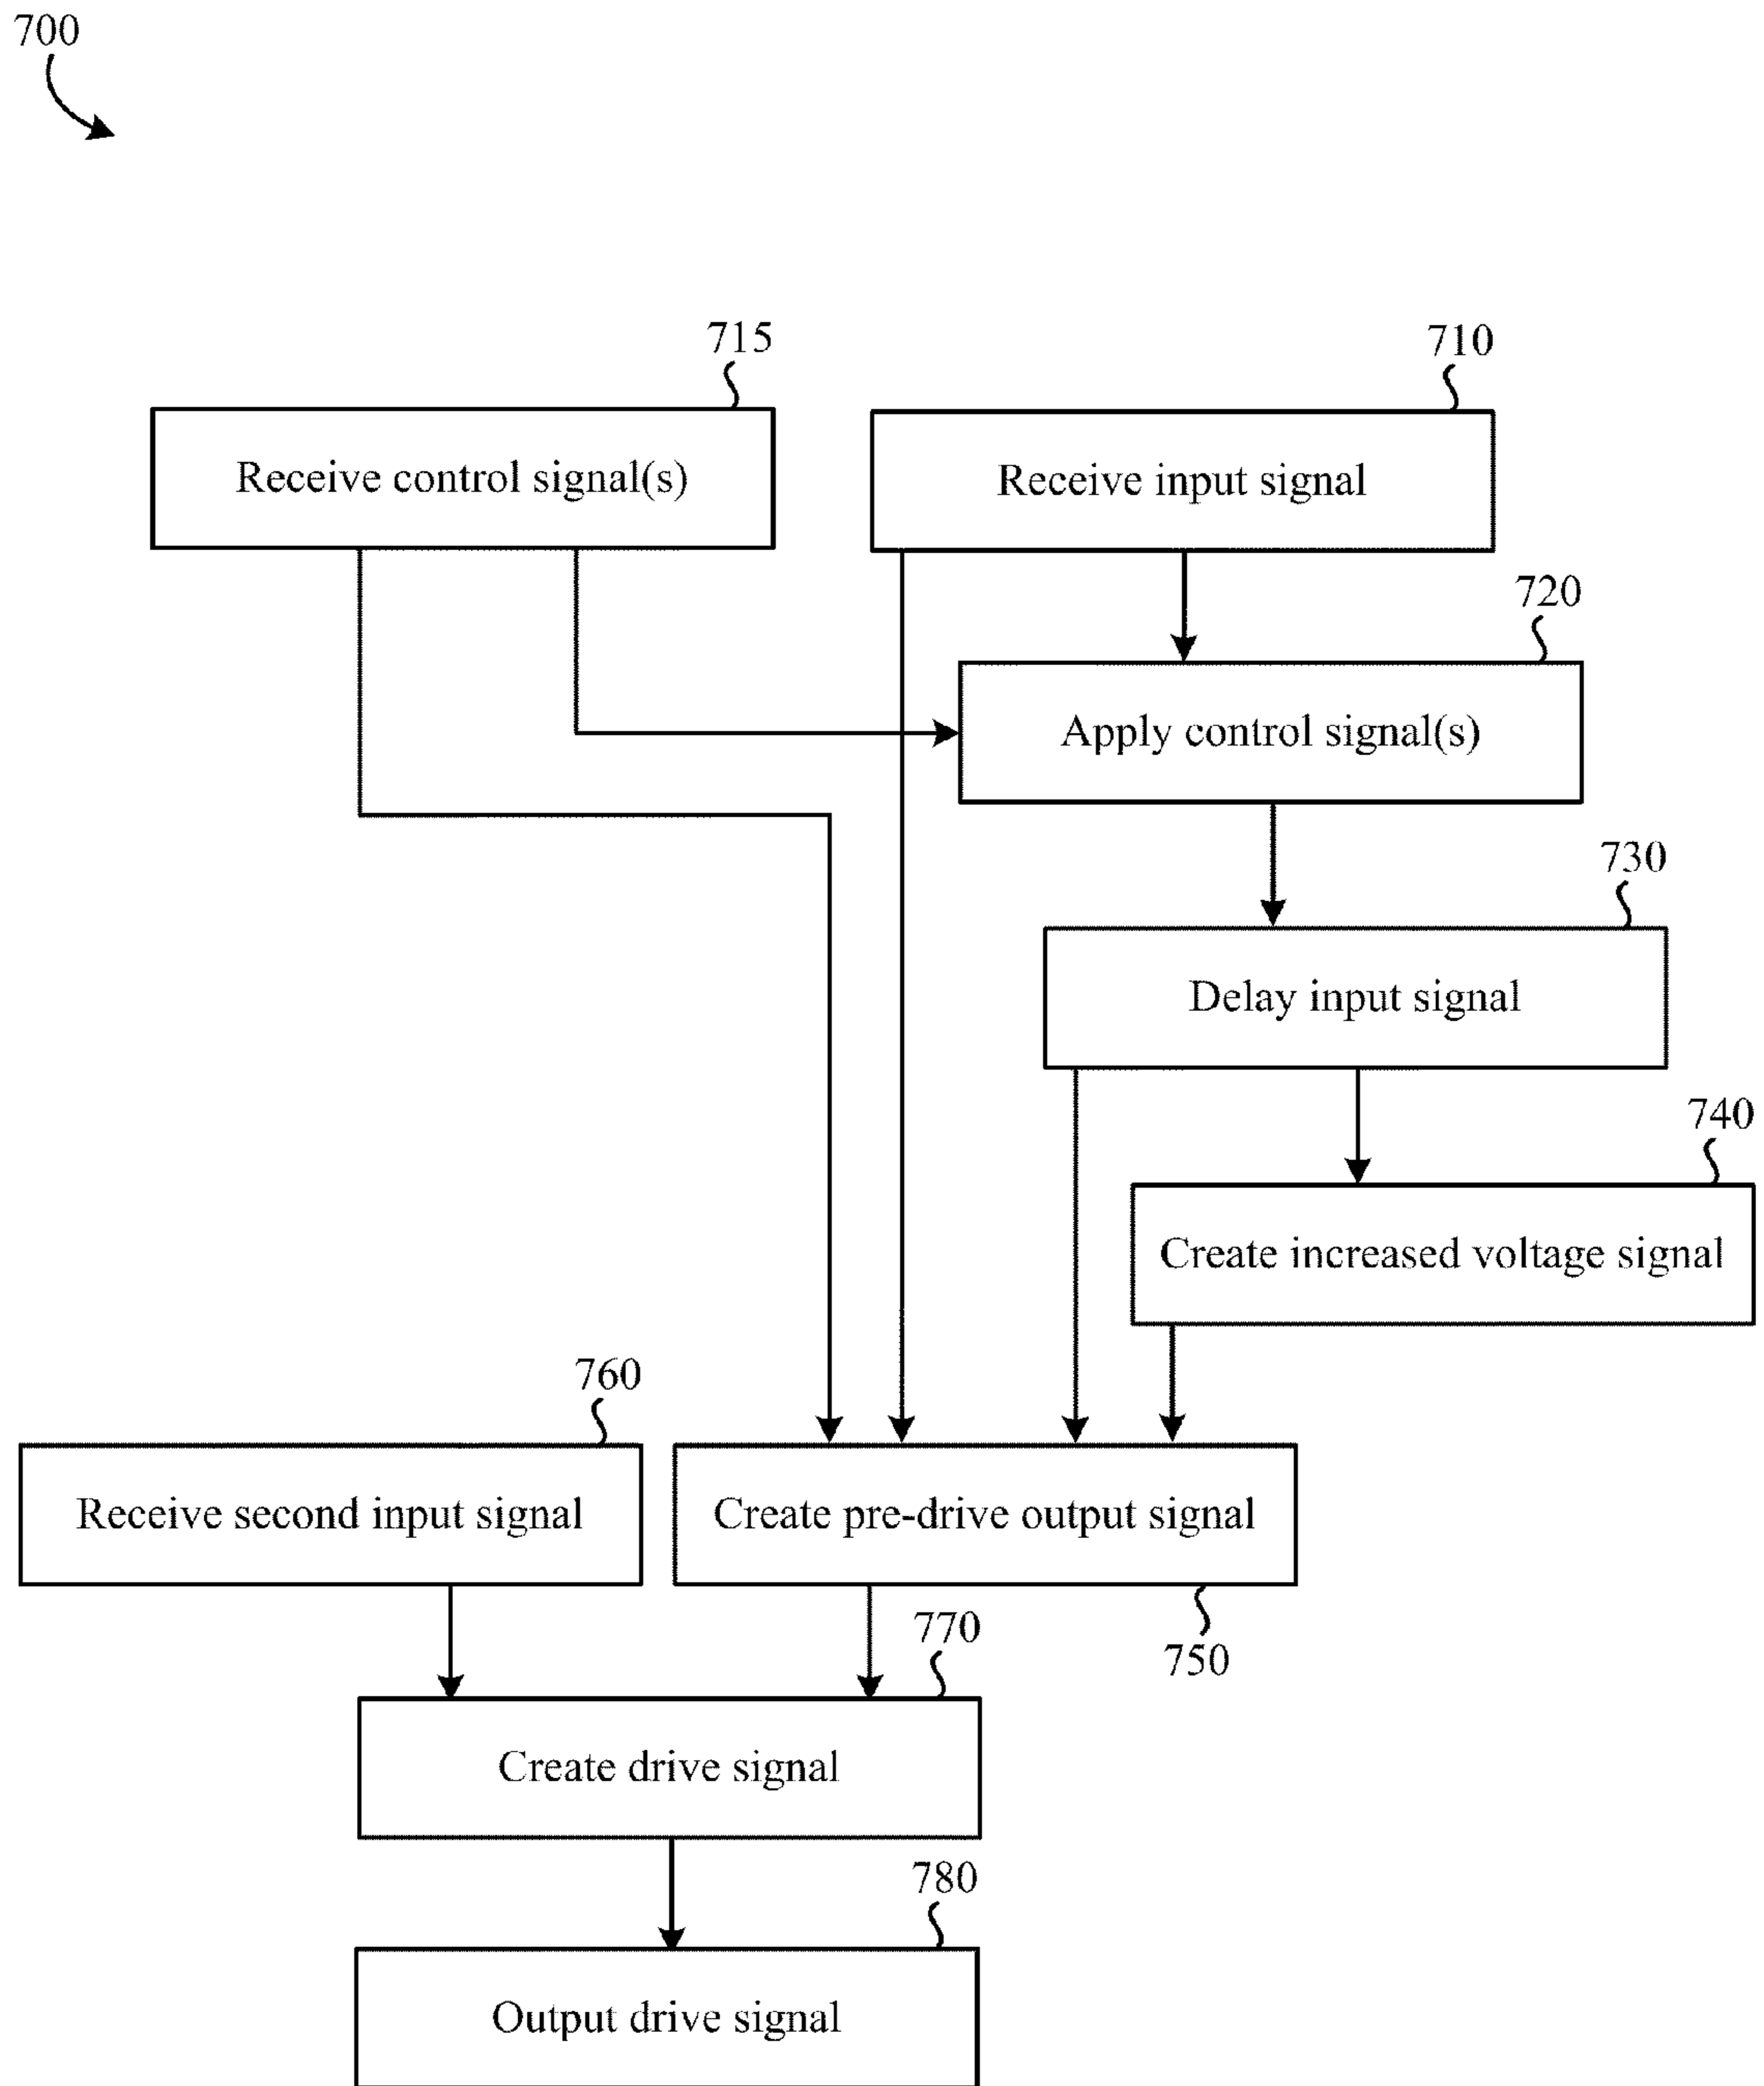 700
715
710
Receive control signal(s)
Receive input signal
720
Apply control signal(s)
730
Delay input signal
740
Create increased voltage signal
760
Receive second input signal
Create pre-drive output signal
770
750
Create drive signal
780
Output drive signal